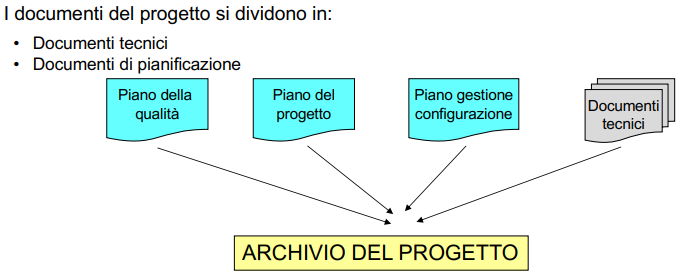 I documenti del progetto si dividono in:
• Documenti tecnici
• Documenti di pianificazione
Piano della
qualità
Piano del
progetto
Piano gestione
configurazione
Documenti
tecnici
ARCHIVIO DEL PROGETTO